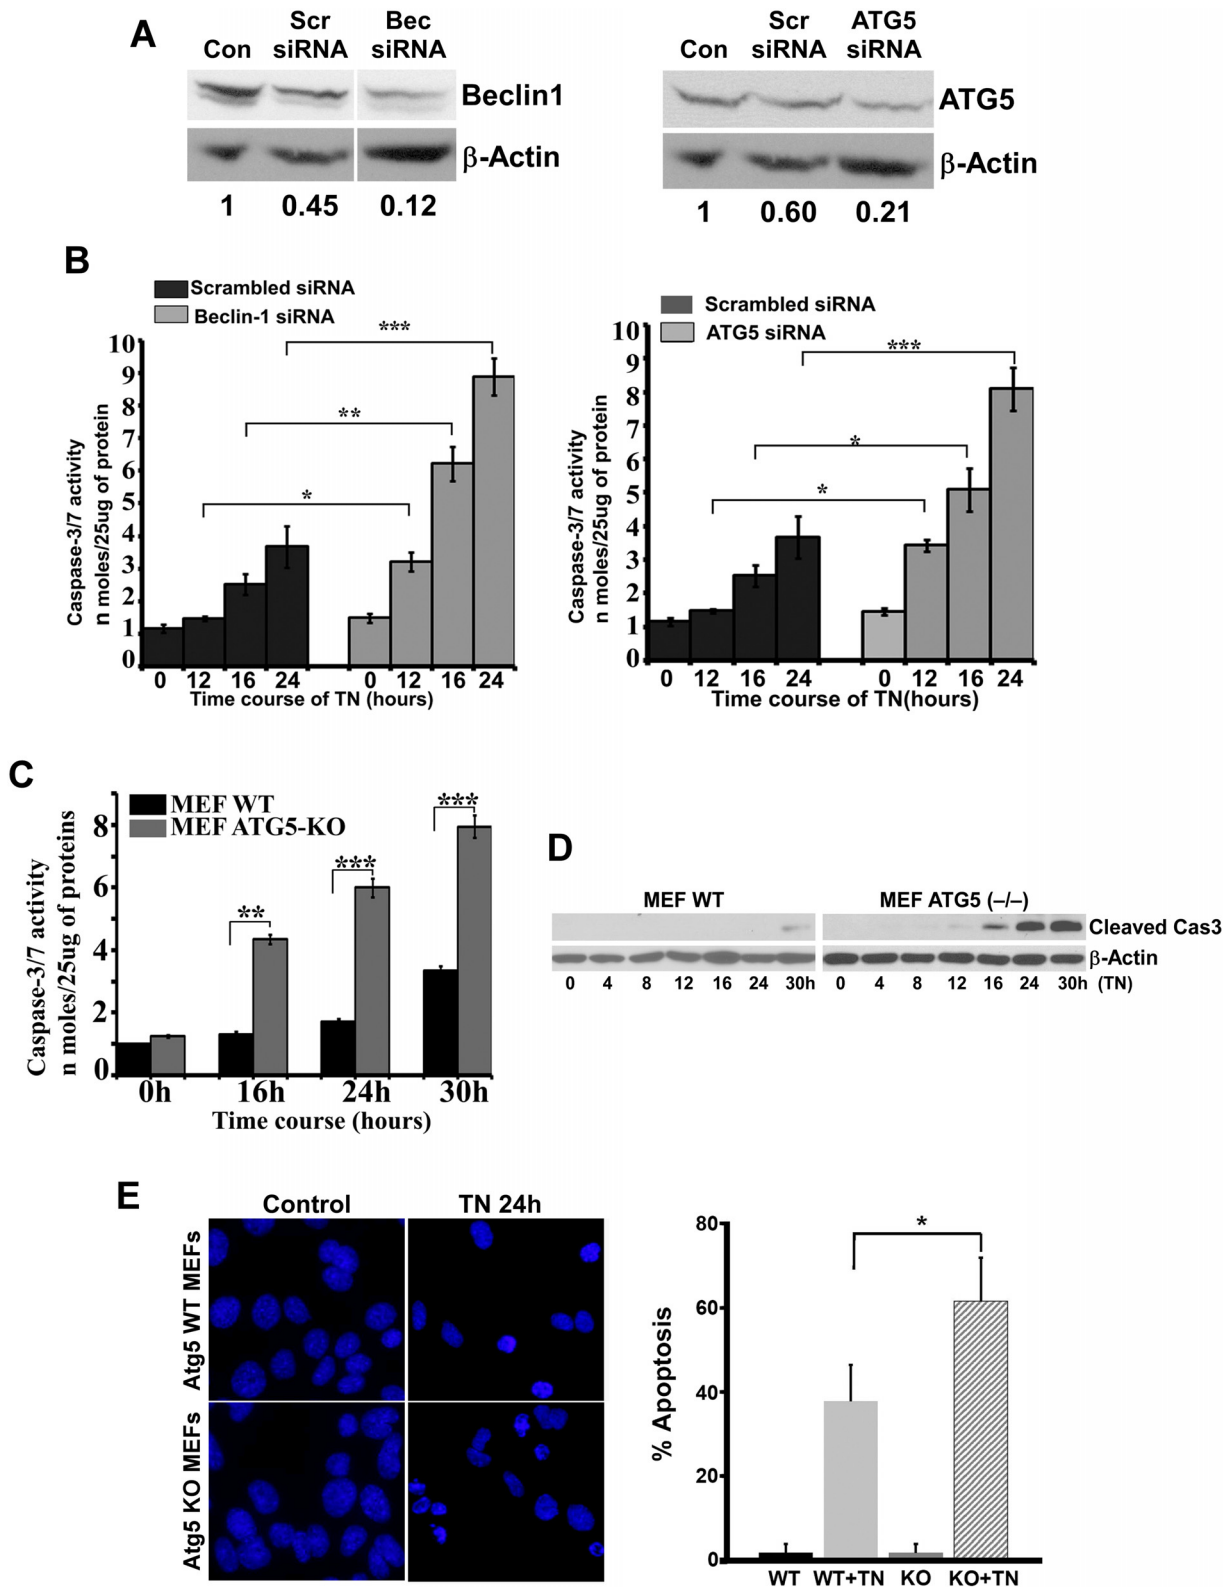 A
Con
Scr
siRNA
Bec
siRNA
Beclin1
β-Actin
1 0.45 0.12
Con
Scr
siRNA
ATG5
siRNA
ATG5
β-Actin
1 0.60 0.21
B
Scrambled siRNA
Beclin-1 siRNA
***
**
*
10
9
8
7
6
5
4
3
2
1
0
Caspase-3/7 activity
n moles/25ug of protein
0 12 16 24 0 12 16 24
Time course of TN (hours)
Scrambled siRNA
ATG5 siRNA
***
*
*
10
9
8
7
6
5
4
3
2
1
0
Caspase-3/7 activity
n moles/25ug of protein
0 12 16 24 0 12 16 24
Time course of TN(hours)
C
MEF WT
MEF ATG5-KO
***
***
**
8
6
4
2
0
Caspase-3/7 activity
n moles/25ug of proteins
0h 16h 24h 30h
Time course (hours)
D
MEF WT
MEF ATG5 (–/–)
Cleaved Cas3
β-Actin
0 4 8 12 16 24 30h 0 4 8 12 16 24 30h (TN)
E
Control
TN 24h
Atg5 WT MEFs
Atg5 KO MEFs
*
80
60
40
20
0
% Apoptosis
WT WT+TN KO KO+TN